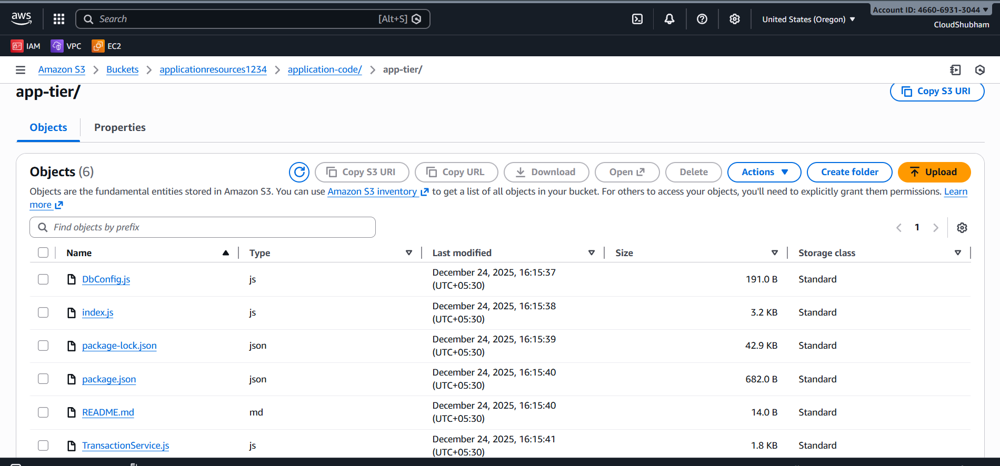 aws
Search [Alt+S]
United States (Oregon)
Account ID: 4660-6931-3044
CloudShubham
IAM VPC EC2
Amazon S3 Buckets applicationresources1234 application-code/ app-tier/
app-tier/
Copy S3 URI
Objects Properties
Objects (6)
Copy S3 URI Copy URL Download Open Delete Actions Create folder Upload
Objects are the fundamental entities stored in Amazon S3. You can use Amazon S3 inventory to get a list of all objects in your bucket. For others to access your objects, you'll need to explicitly grant them permissions. Learn
more
Find objects by prefix
1
Name Type Last modified Size Storage class
DbConfig.js js December 24, 2025, 16:15:37 191.0 B Standard
(UTC+05:30)
index.js js December 24, 2025, 16:15:38 3.2 KB Standard
(UTC+05:30)
package-lock.json json December 24, 2025, 16:15:39 42.9 KB Standard
(UTC+05:30)
package.json json December 24, 2025, 16:15:40 682.0 B Standard
(UTC+05:30)
README.md md December 24, 2025, 16:15:40 14.0 B Standard
(UTC+05:30)
TransactionService.js js December 24, 2025, 16:15:41 1.8 KB Standard
(UTC+05:30)